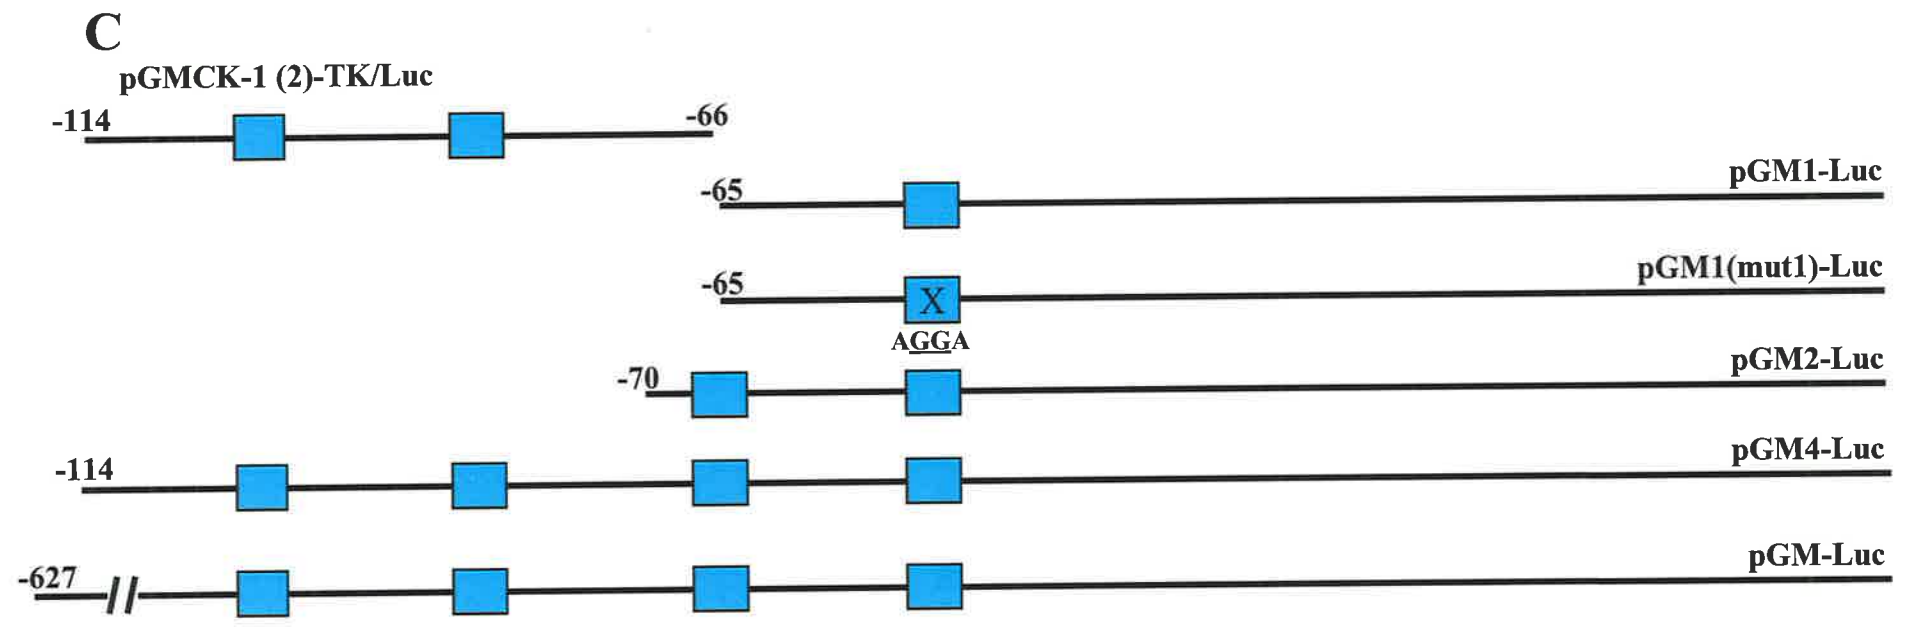 C
pGMCK-1 (2)-TK/Luc
-114
-66
pGM1-Luc
-65
pGM1(mut1)-Luc
-65
X
AGGA
pGM2-Luc
-70
pGM4-Luc
-114
pGM-Luc
-627